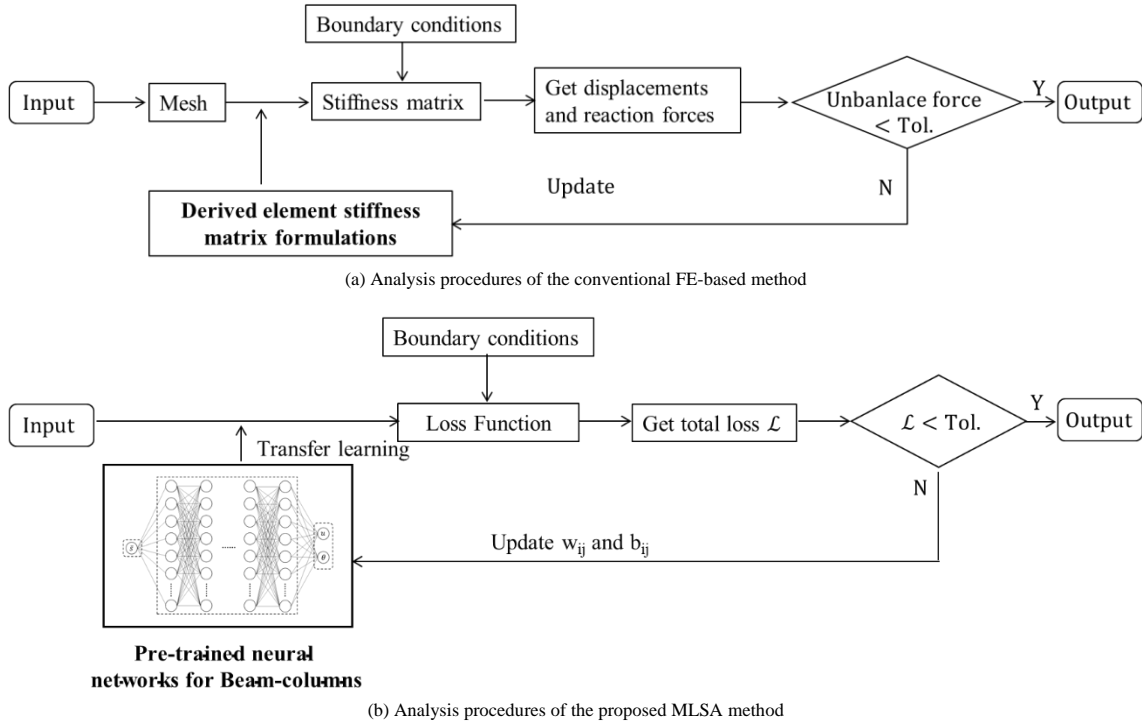 Boundary conditions
Input
Mesh
Stiffness matrix
Get displacements
and reaction forces
Unbanlace force
< Tol.
Y
Output
N
Update
Derived element stiffness
matrix formulations
(a) Analysis procedures of the conventional FE-based method
Boundary conditions
Input
Loss Function
Get total loss ℒ
ℒ < Tol.
Y
Output
N
Transfer learning
Update wij and bij
Pre-trained neural
networks for Beam-columns
(b) Analysis procedures of the proposed MLSA method